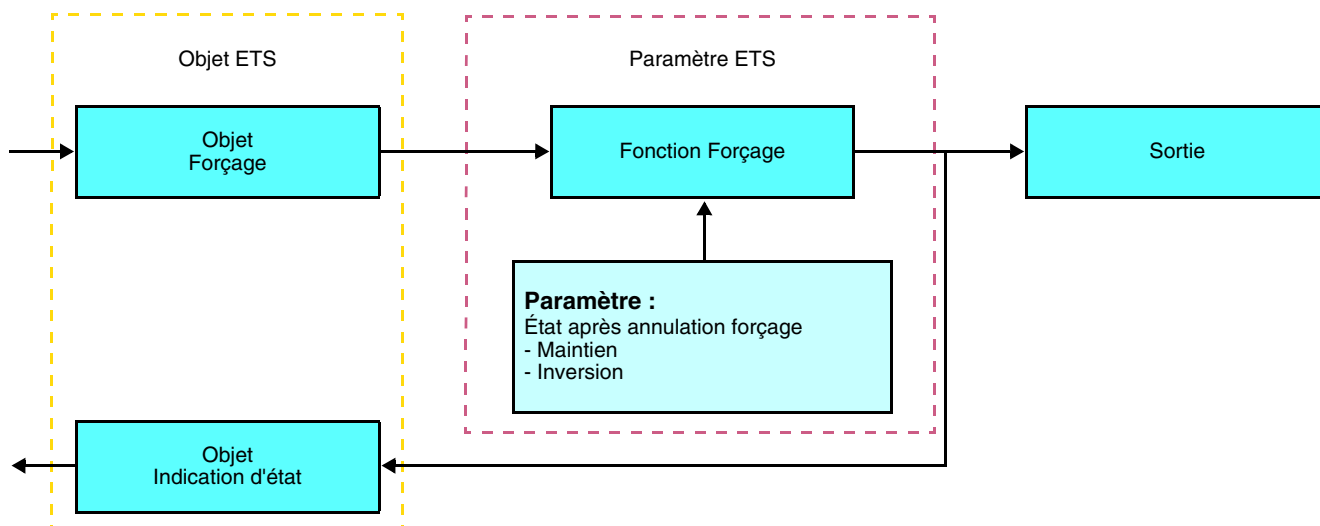 Objet ETS
Paramètre ETS
Objet
Forçage
Fonction Forçage
Sortie
Paramètre :
État après annulation forçage
- Maintien
- Inversion
Objet
Indication d'état